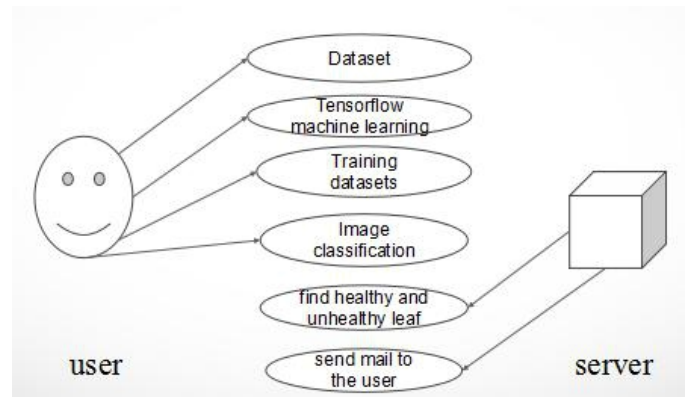 Dataset
Tensorflow
machine learning
Training
datasets
Image
classification
find healthy and
unhealthy leaf
send mail to
the user
user
server